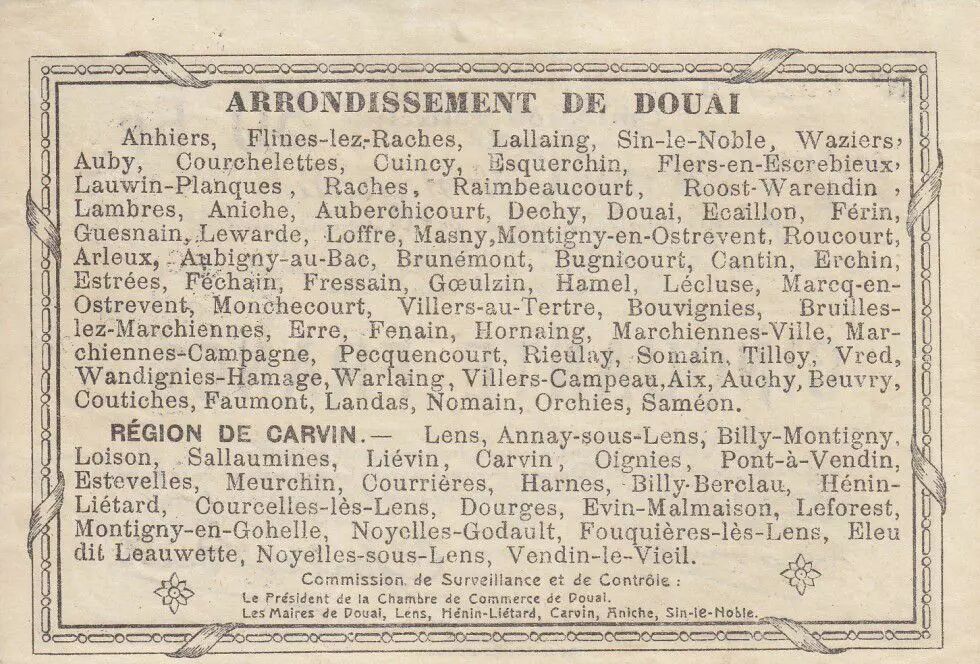 ARRONDISSEMENT DE DOUAI
Anhiers, Flines-lez-Raches, Lallaing, Sin-le-Noble, Waziers,
Auby, Courchelettes, Cuincy, Esquerchin, Flers-en-Escrebieux,
Lauwin-Planques, Raches, Raimbeaucourt, Roost-Warendin,
Lambres, Aniche, Auberchicourt, Dechy, Douai, Ecaillon, Férin,
Guesnain, Lewarde, Loffre, Masny, Montigny-en-Ostrevent, Roucourt,
Arleux, Aubigny-au-Bac, Brunémont, Bugnicourt, Cantin, Erchin,
Estrées, Féchain, Fressain, Gœulzin, Hamel, Lécluse, Marcq-en-
Ostrevent, Monchecourt, Villers-au-Tertre, Bouvignies, Bruilles-
lez-Marchiennes, Erre, Fenain, Hornaing, Marchiennes-Ville, Mar-
chiennes-Campagne, Pecquencourt, Rieulay, Somain, Tilloy, Vred,
Wandignies-Hamage, Warlaing, Villers-Campeau, Aix, Auchy, Beuvry,
Coutiches, Faumont, Landas, Nomain, Orchies, Saméon.
RÉGION DE CARVIN. — Lens, Annay-sous-Lens, Billy-Montigny,
Loison, Sallaumines, Liévin, Carvin, Oignies, Pont-à-Vendin,
Estevelles, Meurchin, Courrières, Harnes, Billy-Berclau, Hénin-
Liétard, Courcelles-lès-Lens, Dourges, Evin-Malmaison, Leforest,
Montigny-en-Gohelle, Noyelles-Godault, Fouquières-lès-Lens, Eleu
dit Leauwette, Noyelles-sous-Lens, Vendin-le-Vieil.
Commission de Surveillance et de Contrôle :
Le Président de la Chambre de Commerce de Douai.
Les Maires de Douai, Lens, Hénin-Liétard, Carvin, Aniche, Sin-le-Noble.